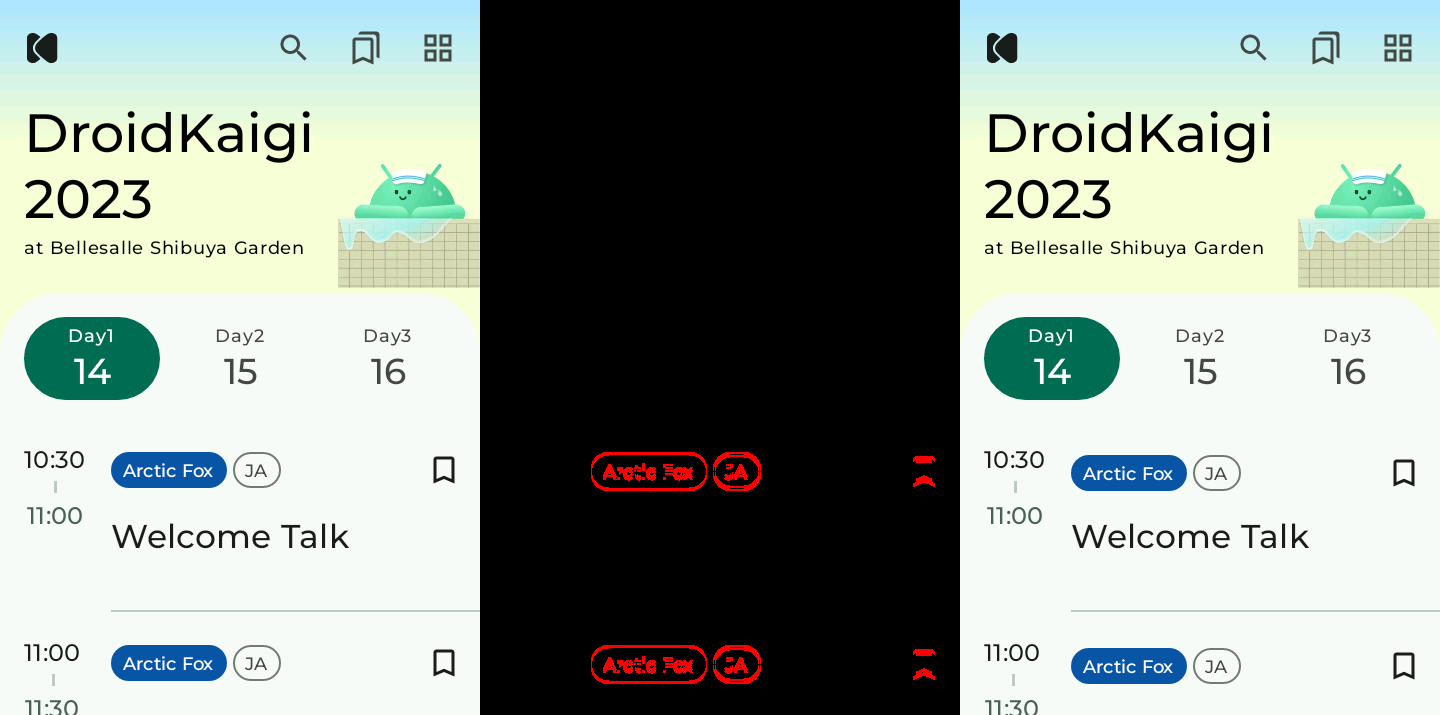 DroidKaigi
2023
at Bellesalle Shibuya Garden
Day1 Day2 Day3
14 15 16
10:30 Arctic Fox JA
11:00
Welcome Talk
11:00 Arctic Fox JA
11:30
Arctic Fox JA
Arctic Fox JA
DroidKaigi
2023
at Bellesalle Shibuya Garden
Day1 Day2 Day3
14 15 16
10:30 Arctic Fox JA
11:00
Welcome Talk
11:00 Arctic Fox JA
11:30